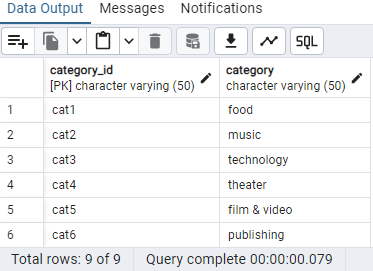 Data Output Messages Notifications
SQL
category_id category
[PK] character varying (50) character varying (50)
1 cat1 food
2 cat2 music
3 cat3 technology
4 cat4 theater
5 cat5 film & video
6 cat6 publishing
Total rows: 9 of 9 Query complete 00:00:00.079